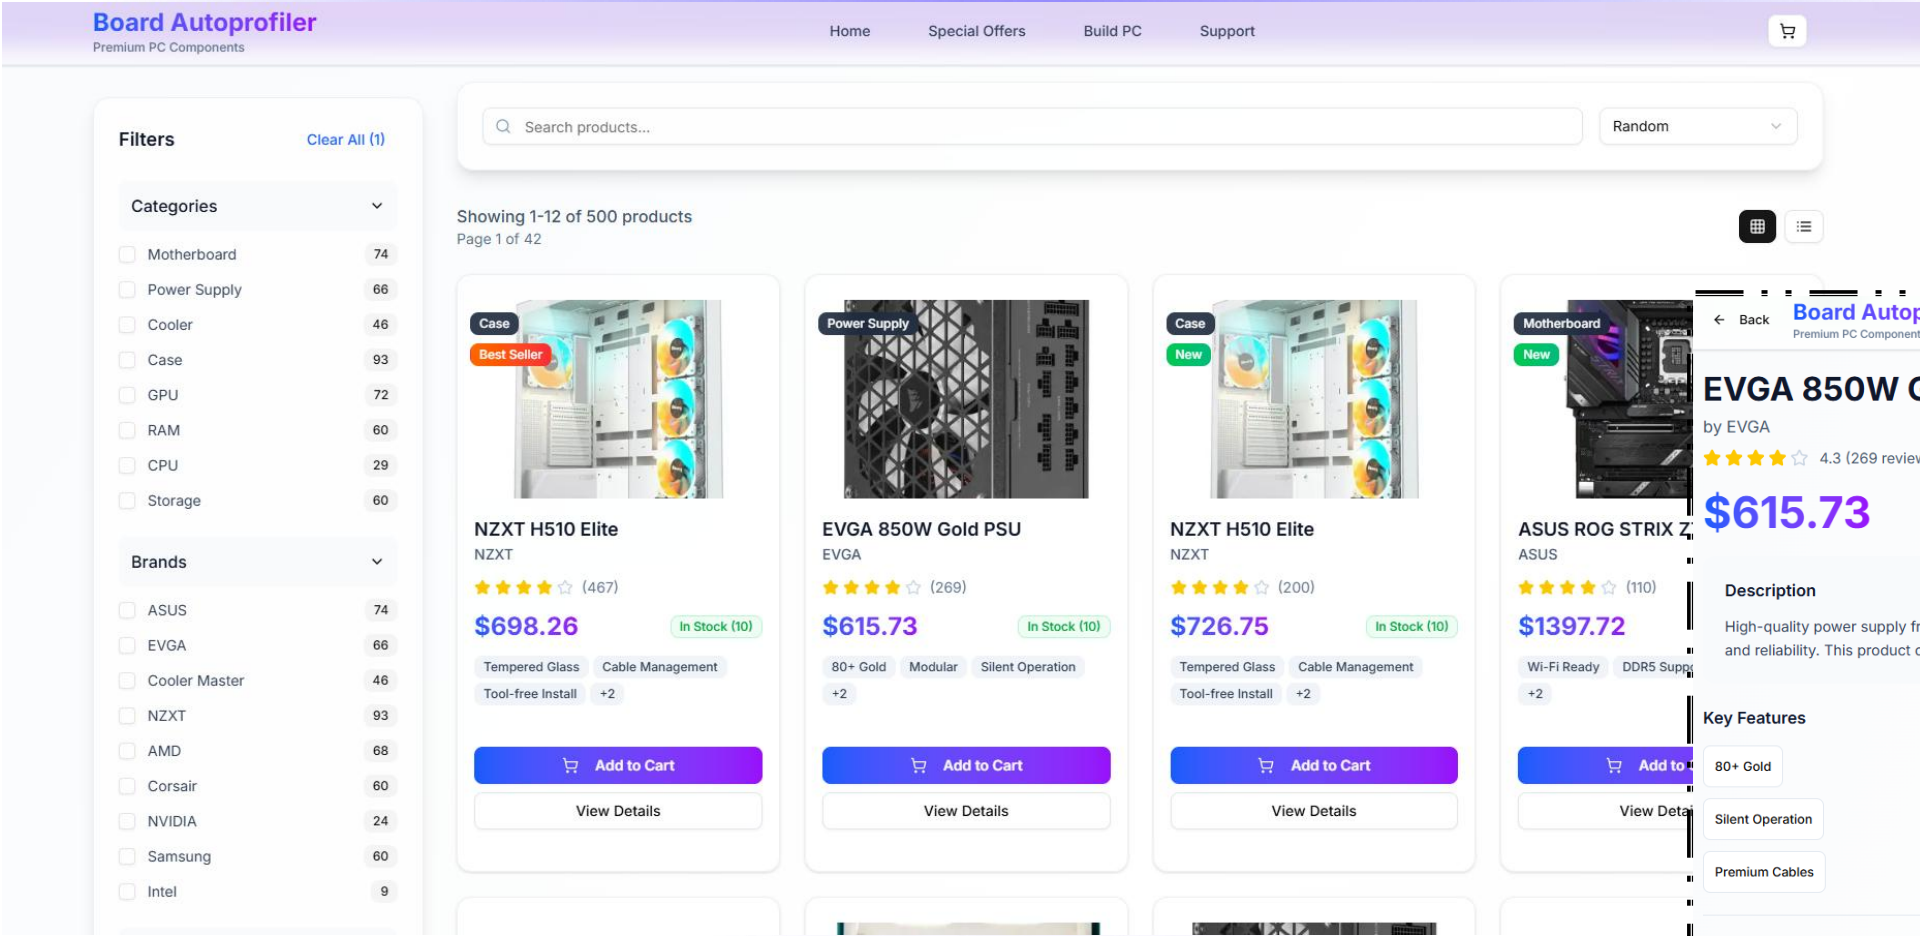 Board Autoprofiler
Premium PC Components
Home
Special Offers
Build PC
Support
Filters
Clear All (1)
Categories
Motherboard 74
Power Supply 66
Cooler 46
Case 93
GPU 72
RAM 60
CPU 29
Storage 60
Brands
ASUS 74
EVGA 66
Cooler Master 46
NZXT 93
AMD 68
Corsair 60
NVIDIA 24
Samsung 60
Intel 9
Search products...
Random
Showing 1-12 of 500 products
Page 1 of 42
Case
Best Seller
NZXT H510 Elite
NZXT
(467)
$698.26
In Stock (10)
Tempered Glass
Cable Management
Tool-free Install
+2
Add to Cart
View Details
Power Supply
EVGA 850W Gold PSU
EVGA
(269)
$615.73
In Stock (10)
80+ Gold
Modular
Silent Operation
+2
Add to Cart
View Details
Case
New
NZXT H510 Elite
NZXT
(200)
$726.75
In Stock (10)
Tempered Glass
Cable Management
Tool-free Install
+2
Add to Cart
View Details
Motherboard
New
ASUS ROG STRIX Z
ASUS
(110)
$1397.72
Wi-Fi Ready
DDR5 Suppo
+2
Add to
View Detai
Back
Board Autop
Premium PC Component
EVGA 850W G
by EVGA
4.3 (269 review
$615.73
Description
High-quality power supply fr
and reliability. This product
Key Features
80+ Gold
Silent Operation
Premium Cables